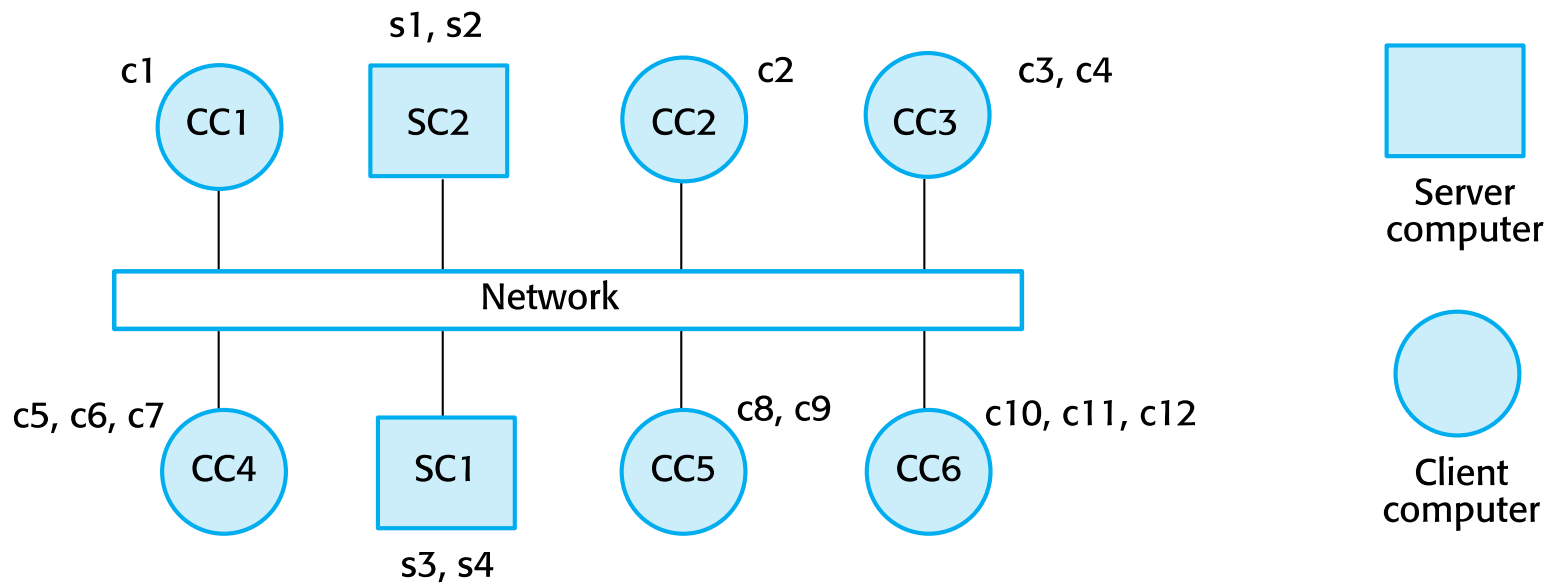 s1, s2
c1
c2
c3, c4
CC1
SC2
CC2
CC3
Server
computer
Network
c5, c6, c7
c8, c9
c10, c11, c12
CC4
SC1
CC5
CC6
Client
computer
s3, s4